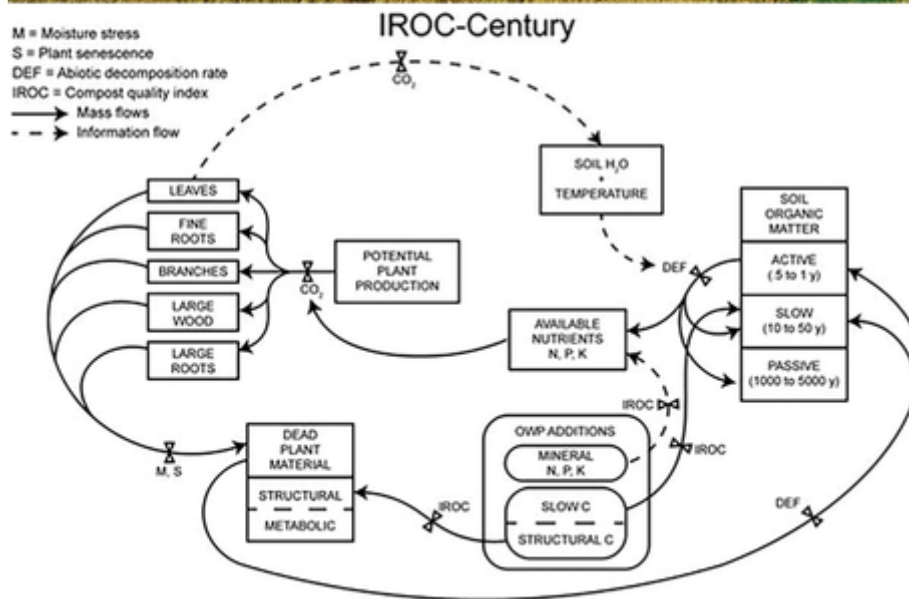 IROC-Century
M = Moisture stress
S = Plant senescence
DEF = Abiotic decomposition rate
IROC = Compost quality index
Mass flows
Information flow
CO₂
SOIL H₂O
+
TEMPERATURE
LEAVES
FINE
ROOTS
BRANCHES
LARGE
WOOD
LARGE
ROOTS
CO₂
POTENTIAL
PLANT
PRODUCTION
DEF
SOIL
ORGANIC
MATTER
ACTIVE
(.5 to 1 y)
SLOW
(10 to 50 y)
PASSIVE
(1000 to 5000 y)
AVAILABLE
NUTRIENTS
N, P, K
IROC
IROC
OWP ADDITIONS
MINERAL
N, P, K
SLOW C
STRUCTURAL C
IROC
M, S
DEAD
PLANT
MATERIAL
STRUCTURAL
METABOLIC
DEF